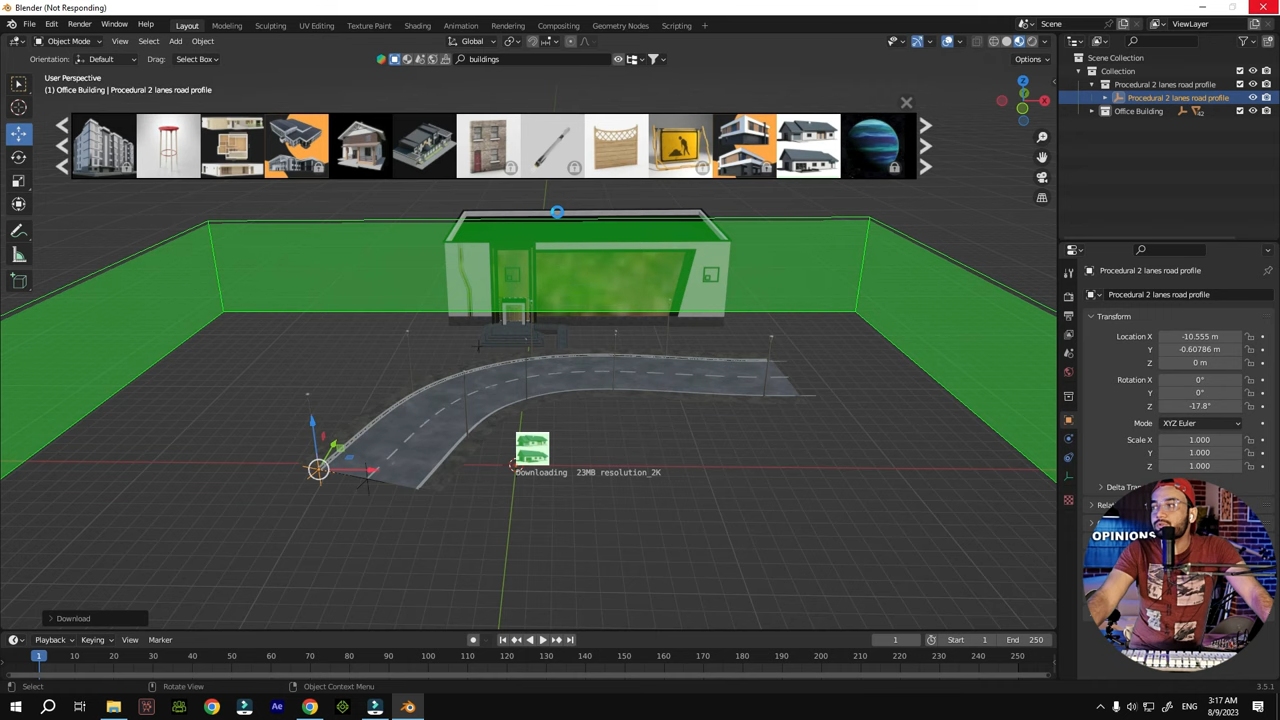 Blender (Not Responding)
File Edit Render Window Help Layout Modeling Sculpting UV Editing Texture Paint Shading Animation Rendering Compositing Geometry Nodes Scripting Scene ViewLayer
Object Mode View Select Add Object Global
Orientation: Default Drag: Select Box buildings Options
User Perspective
(1) Office Building | Procedural 2 lanes road profile
Scene Collection
Collection
Procedural 2 lanes road profile
Procedural 2 lanes road profile
Office Building 42
Z
X
Procedural 2 lanes road profile
Procedural 2 lanes road profile
Transform
Location X -10.555 m
Y -0.60786 m
Z 0 m
Rotation X 0°
Y 0°
Z -17.8°
Mode XYZ Euler
Scale X 1.000
Y 1.000
Z 1.000
Delta Tra
Rela
OPINIONS
Downloading 23MB resolution_2K
Download
Playback Keying View Marker 1 Start 1 End 250
1 10 20 30 40 50 60 70 80 90 100 110 120 130 140 150 160 170 180 190 200 210 220 230 240 250
Select Rotate View Object Context Menu 3.5.1
Ae ENG 3:17 AM
8/9/2023